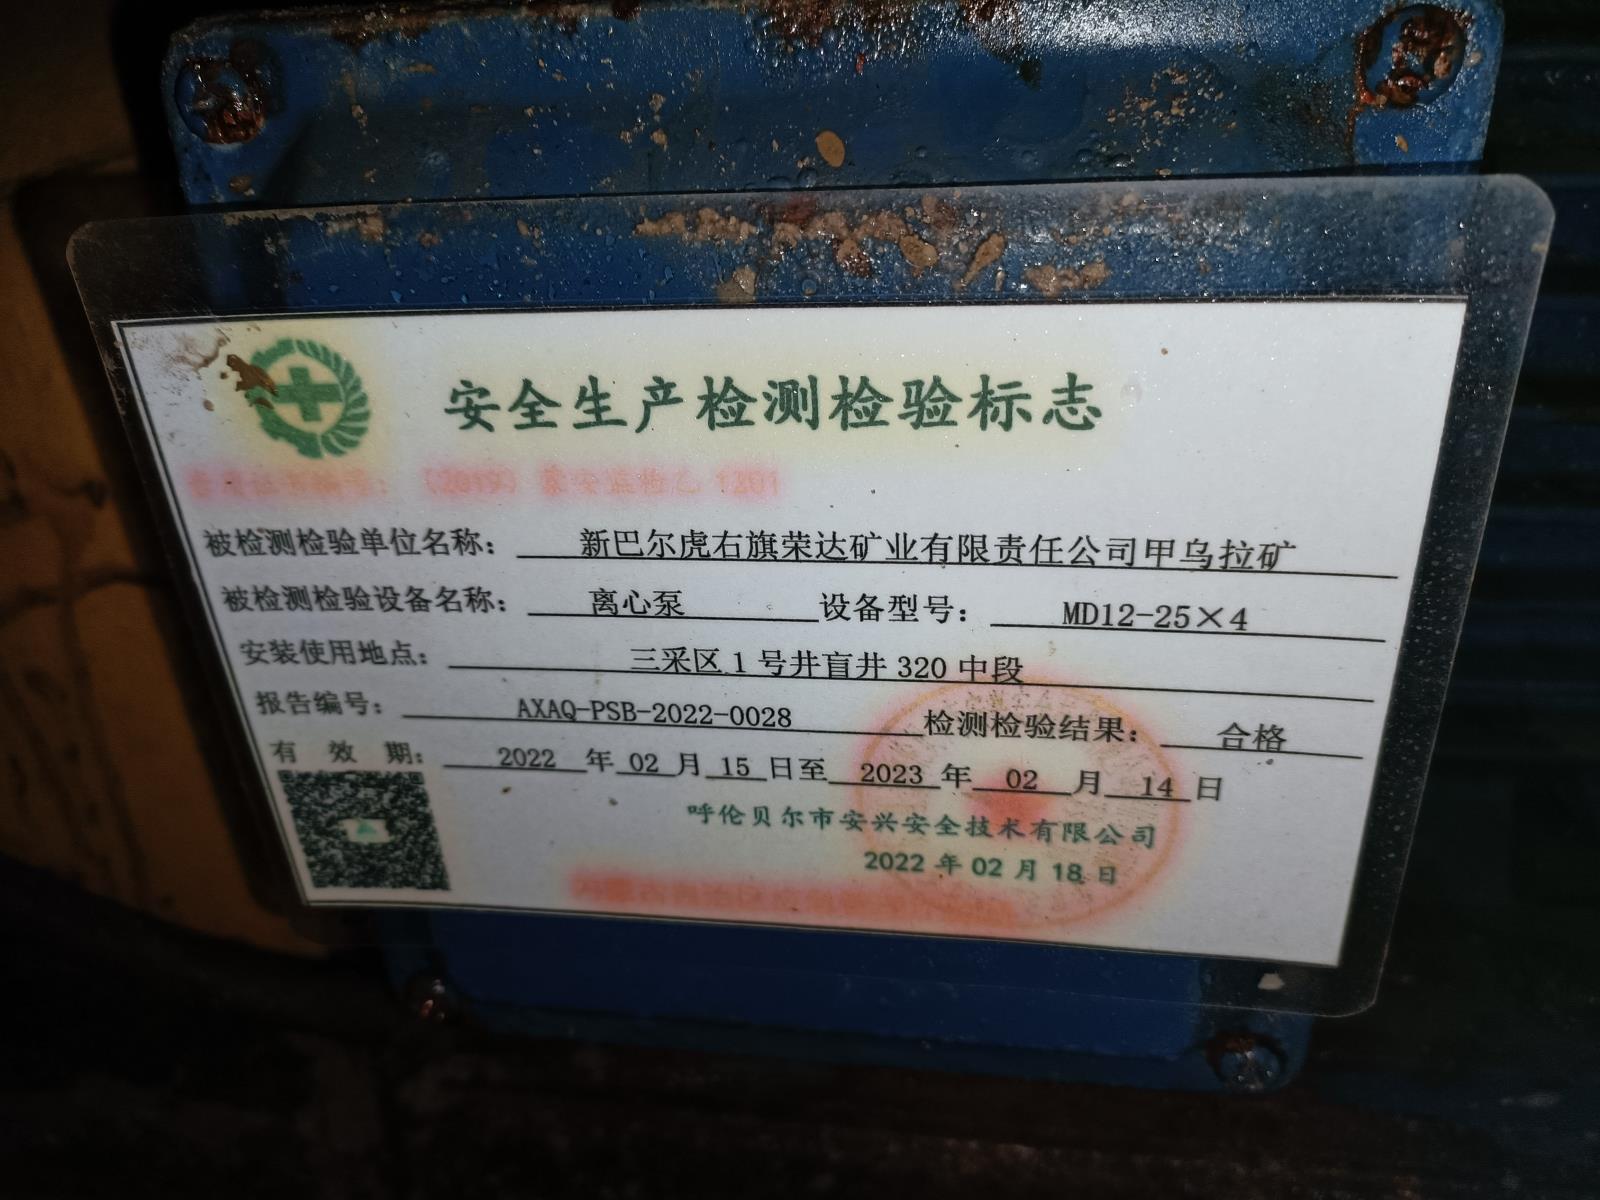 安全生产检测检验标志
(2019) 1201
被检测检验单位名称： 新巴尔虎右旗荣达矿业有限责任公司甲乌拉矿
被检测检验设备名称： 离心泵 设备型号： MD12-25×4
安装使用地点： 三采区1号井盲井320中段
报告编号： AXAQ-PSB-2022-0028 检测检验结果： 合格
有效期： 2022年02月15日至2023年02月14日
呼伦贝尔市安兴安全技术有限公司
2022年02月18日